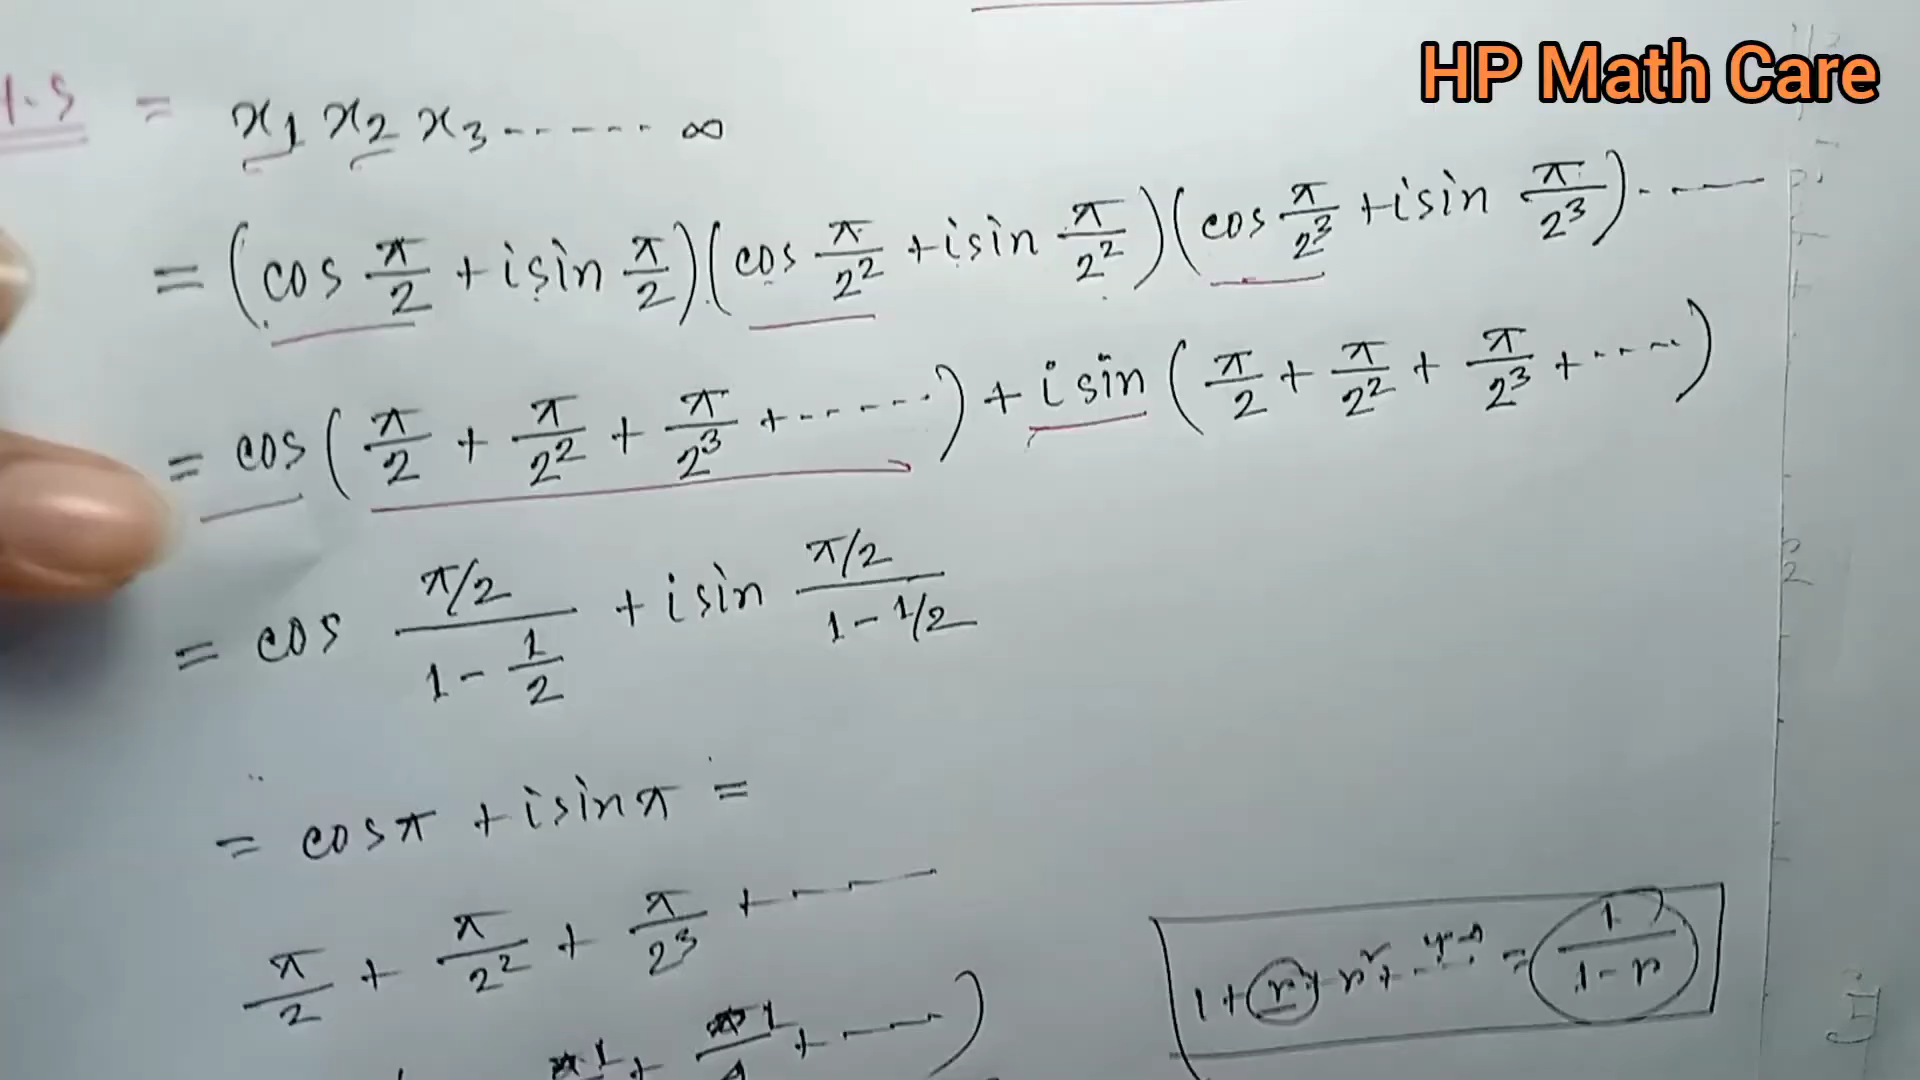 HP Math Care
H.S = x₁ x₂ x₃ ------ ∞
= (cos π/2 + i sin π/2)(cos π/2² + i sin π/2²)(cos π/2³ + i sin π/2³) ·-——
= cos (π/2 + π/2² + π/2³ + ·······) + i sin (π/2 + π/2² + π/2³ + ·····)
= cos (π/2)/(1 - 1/2) + i sin (π/2)/(1 - 1/2)
= cos π + i sin π =
π/2 + π/2² + π/2³ + -----
1 + r + r² + ····· = 1/(1-r)